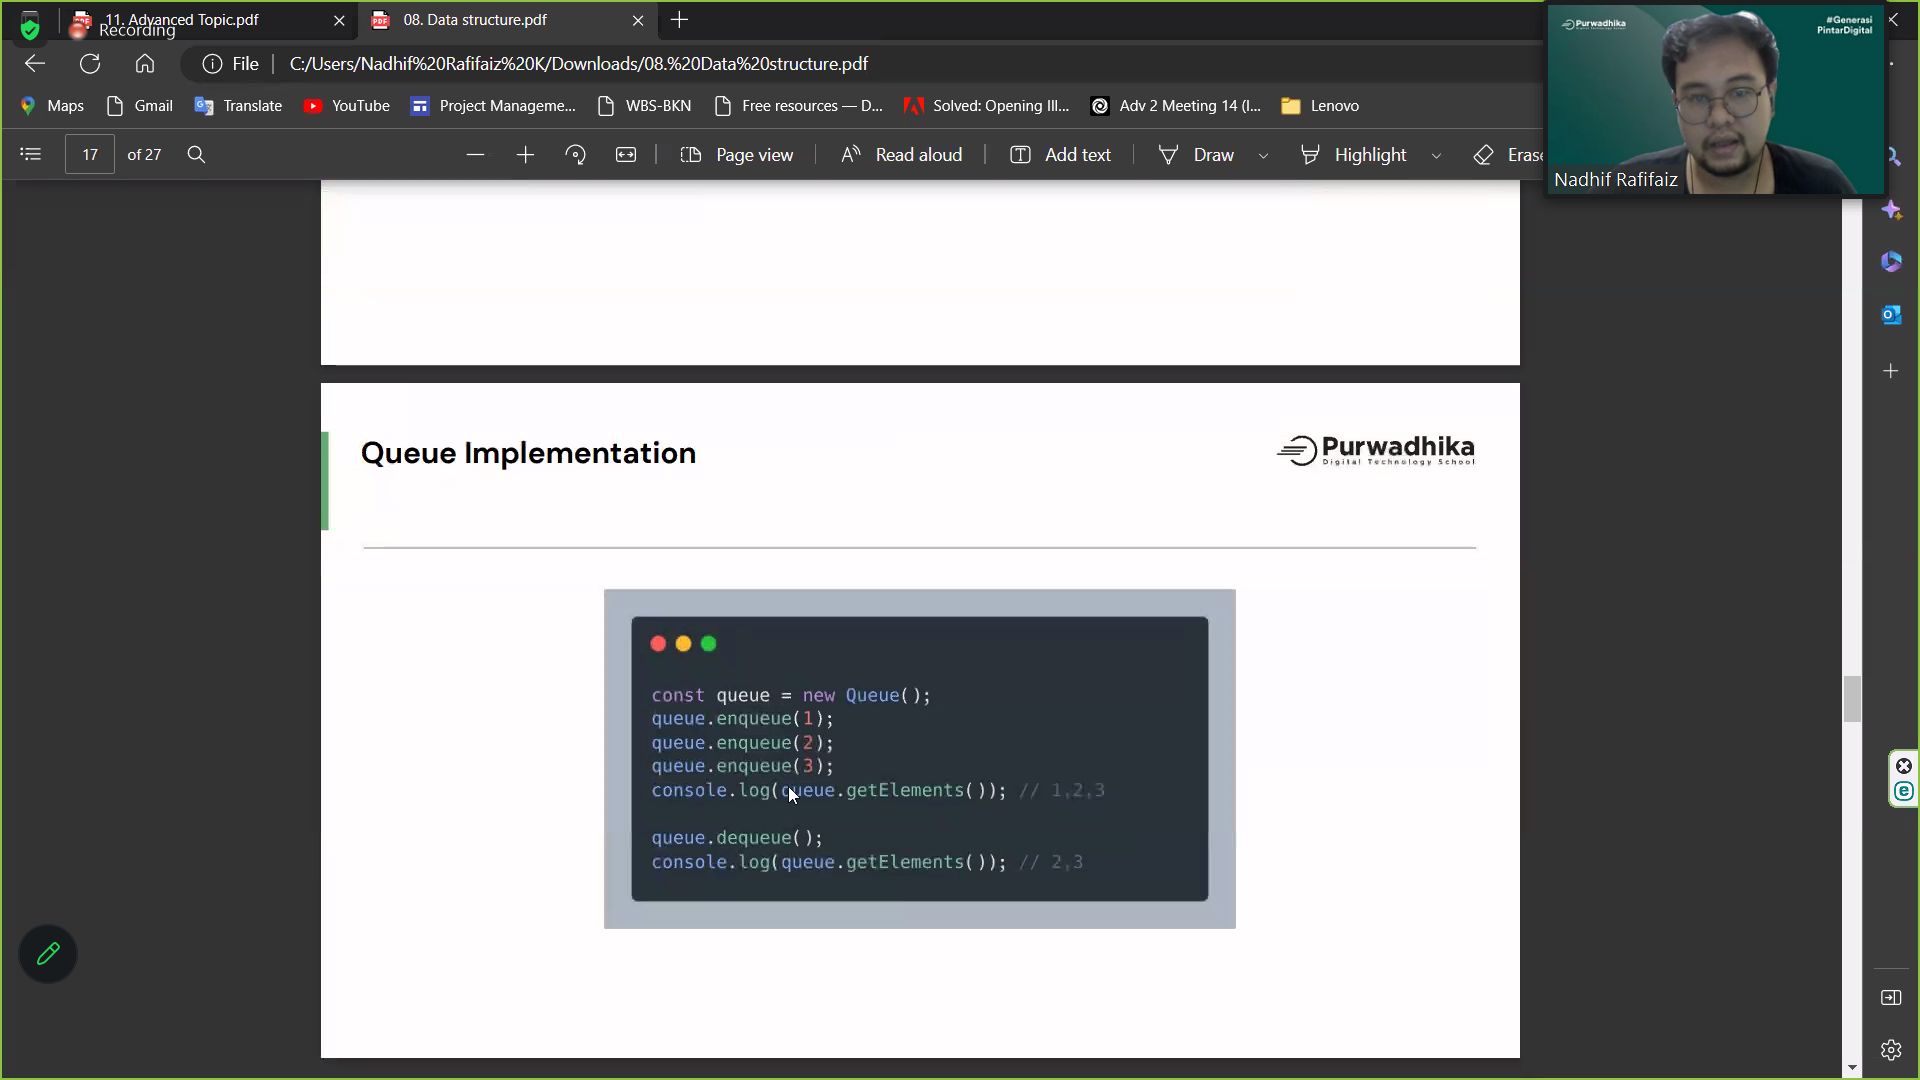 11. Advanced Topic.pdf
08. Data structure.pdf
Recording
File
C:/Users/Nadhif%20Rafifaiz%20K/Downloads/08.%20Data%20structure.pdf
Maps
Gmail
Translate
YouTube
Project Manageme...
WBS-BKN
Free resources — D...
Solved: Opening Ill...
Adv 2 Meeting 14 (I...
Lenovo
17 of 27
Page view
Read aloud
Add text
Draw
Highlight
Erase
Purwadhika
#Generasi
PintarDigital
Nadhif Rafifaiz
Queue Implementation
Purwadhika
Digital Technology School
const queue = new Queue();
queue.enqueue(1);
queue.enqueue(2);
queue.enqueue(3);
console.log(queue.getElements()); // 1,2,3
queue.dequeue();
console.log(queue.getElements()); // 2,3